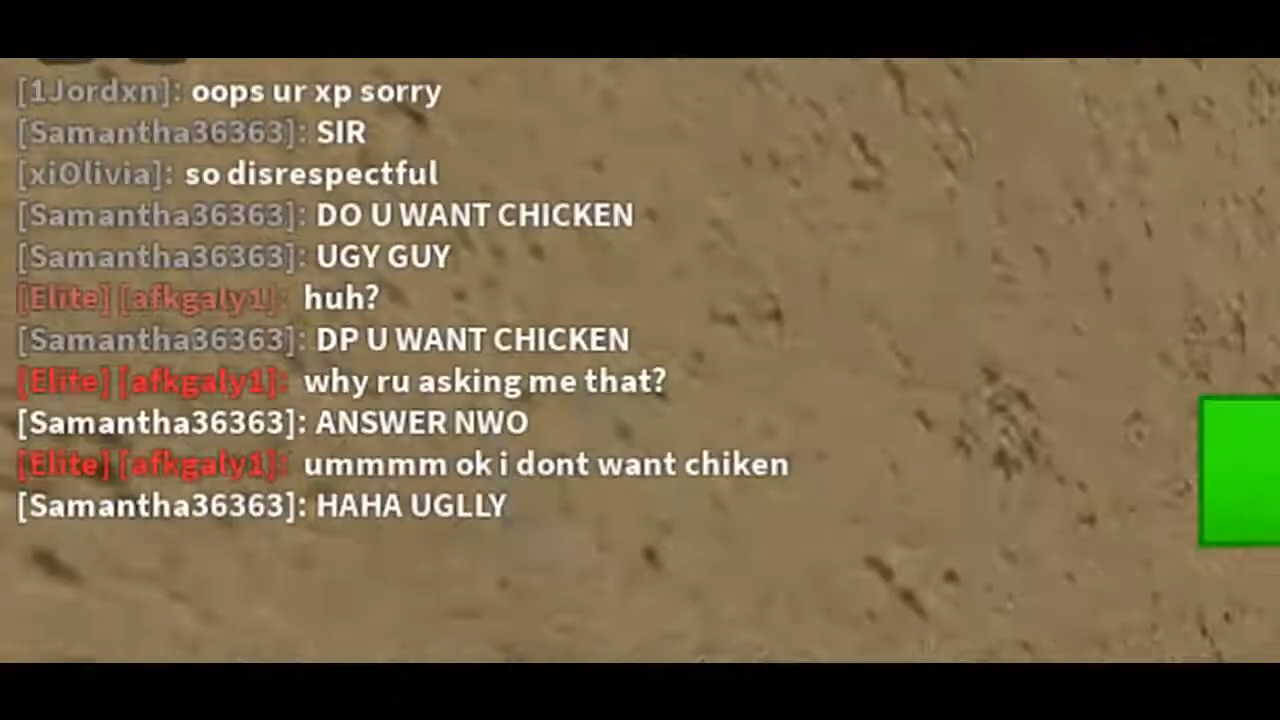 [1Jordxn]: oops ur xp sorry
[Samantha36363]: SIR
[xiOlivia]: so disrespectful
[Samantha36363]: DO U WANT CHICKEN
[Samantha36363]: UGY GUY
[Elite] [afkgaly1]: huh?
[Samantha36363]: DP U WANT CHICKEN
[Elite] [afkgaly1]: why ru asking me that?
[Samantha36363]: ANSWER NWO
[Elite] [afkgaly1]: ummmm ok i dont want chiken
[Samantha36363]: HAHA UGLLY